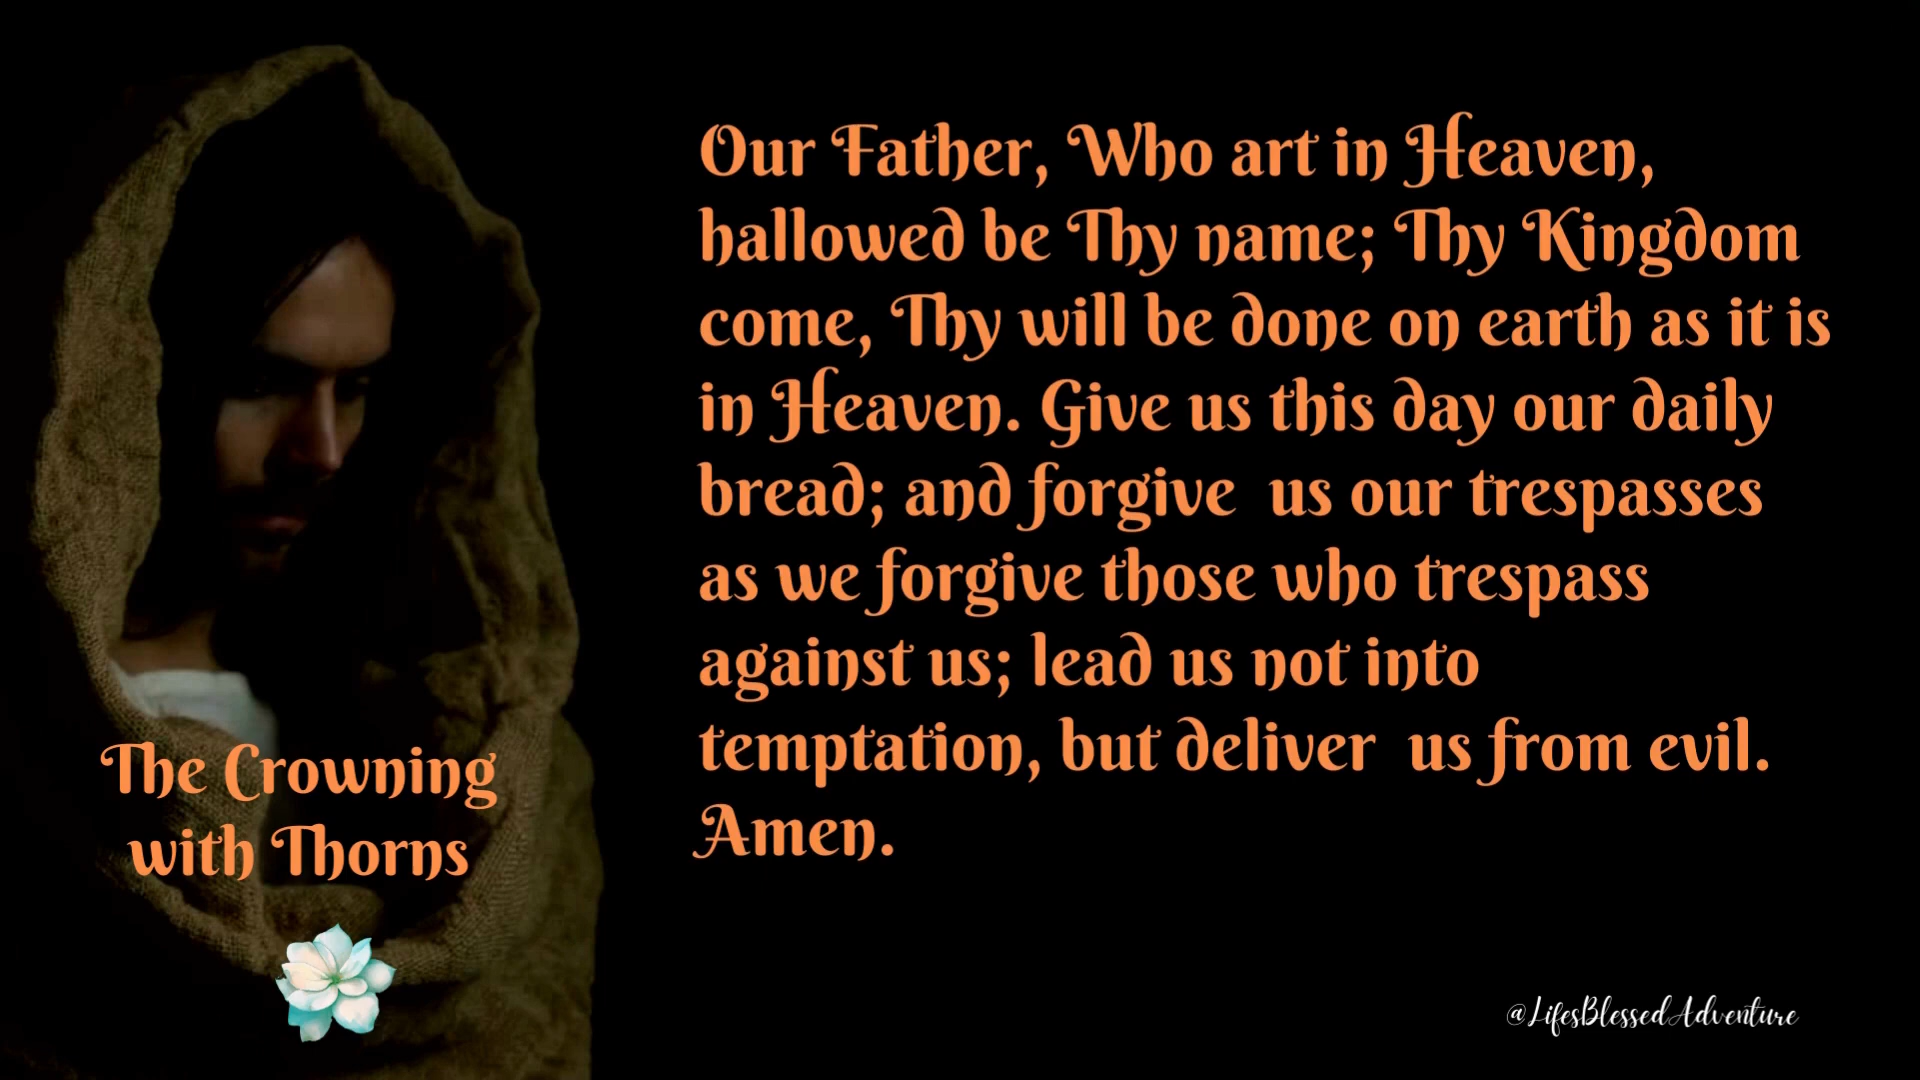 Our Father, Who art in Heaven,
hallowed be Thy name; Thy Kingdom
come, Thy will be done on earth as it is
in Heaven. Give us this day our daily
bread; and forgive  us our trespasses
as we forgive those who trespass
against us; lead us not into
temptation, but deliver  us from evil.
Amen.
The Crowning
with Thorns
@LifesBlessedAdventure